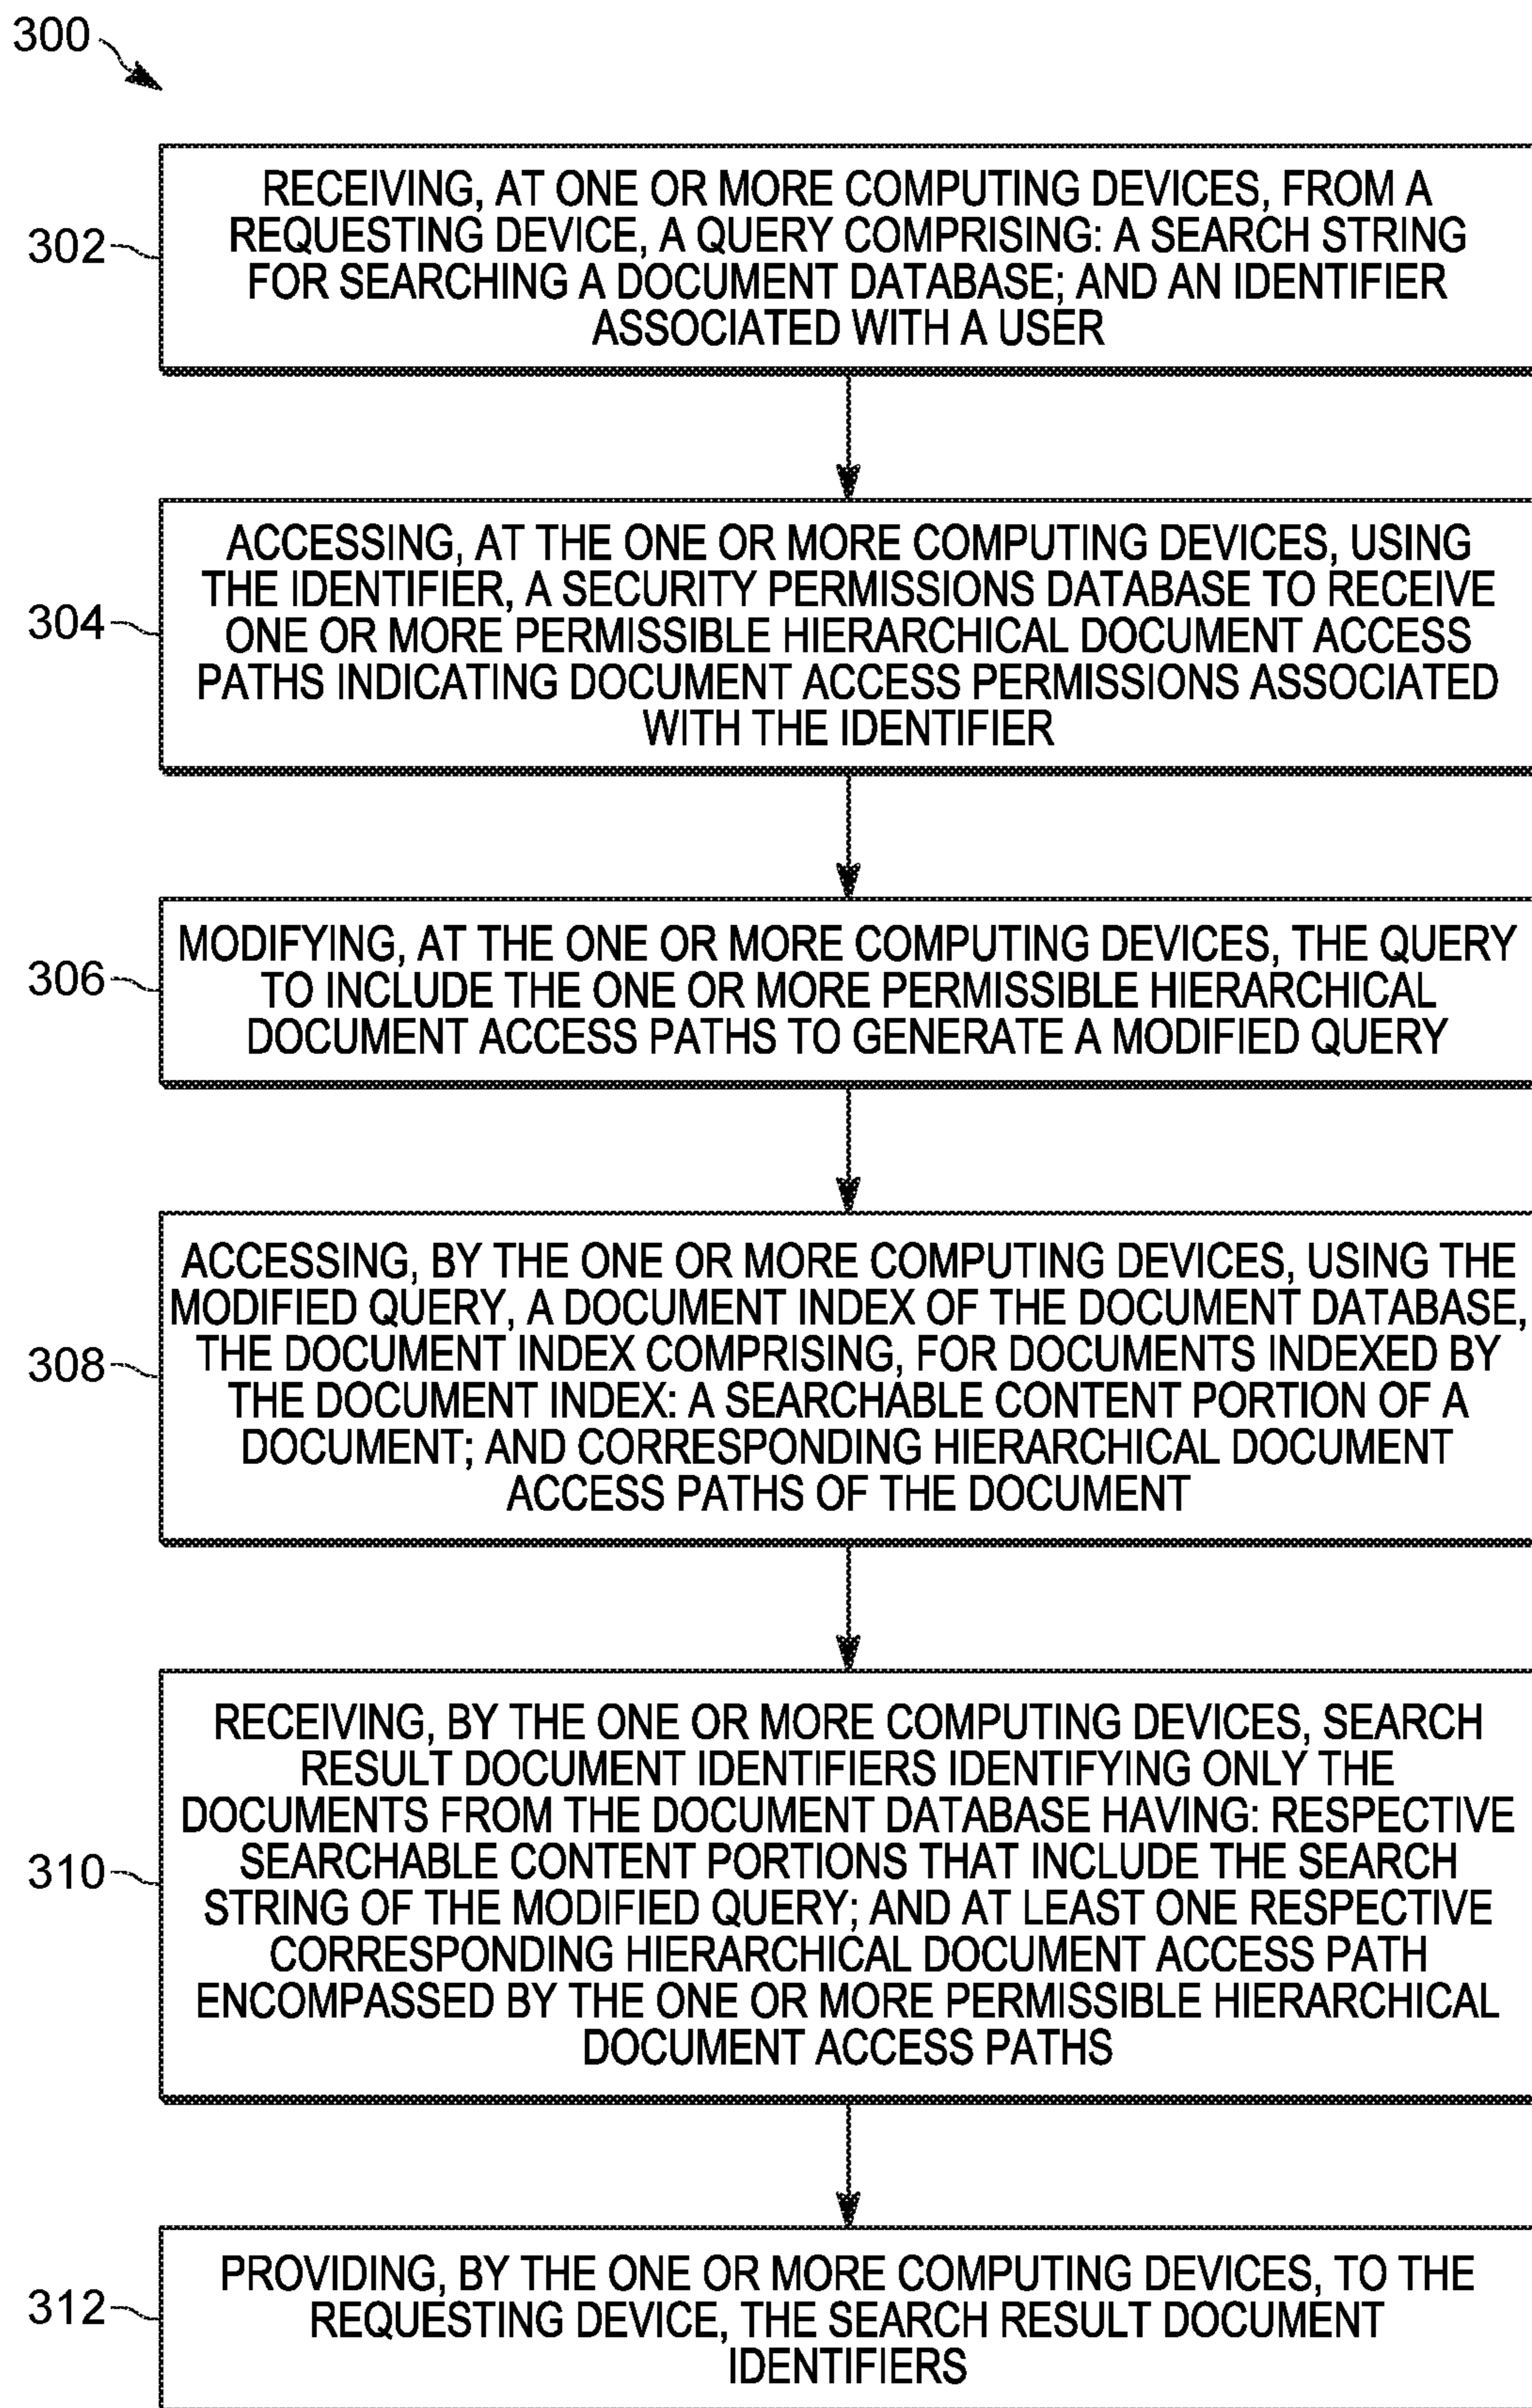 300
302
RECEIVING, AT ONE OR MORE COMPUTING DEVICES, FROM A
REQUESTING DEVICE, A QUERY COMPRISING: A SEARCH STRING
FOR SEARCHING A DOCUMENT DATABASE; AND AN IDENTIFIER
ASSOCIATED WITH A USER
304
ACCESSING, AT THE ONE OR MORE COMPUTING DEVICES, USING
THE IDENTIFIER, A SECURITY PERMISSIONS DATABASE TO RECEIVE
ONE OR MORE PERMISSIBLE HIERARCHICAL DOCUMENT ACCESS
PATHS INDICATING DOCUMENT ACCESS PERMISSIONS ASSOCIATED
WITH THE IDENTIFIER
306
MODIFYING, AT THE ONE OR MORE COMPUTING DEVICES, THE QUERY
TO INCLUDE THE ONE OR MORE PERMISSIBLE HIERARCHICAL
DOCUMENT ACCESS PATHS TO GENERATE A MODIFIED QUERY
308
ACCESSING, BY THE ONE OR MORE COMPUTING DEVICES, USING THE
MODIFIED QUERY, A DOCUMENT INDEX OF THE DOCUMENT DATABASE,
THE DOCUMENT INDEX COMPRISING, FOR DOCUMENTS INDEXED BY
THE DOCUMENT INDEX: A SEARCHABLE CONTENT PORTION OF A
DOCUMENT; AND CORRESPONDING HIERARCHICAL DOCUMENT
ACCESS PATHS OF THE DOCUMENT
310
RECEIVING, BY THE ONE OR MORE COMPUTING DEVICES, SEARCH
RESULT DOCUMENT IDENTIFIERS IDENTIFYING ONLY THE
DOCUMENTS FROM THE DOCUMENT DATABASE HAVING: RESPECTIVE
SEARCHABLE CONTENT PORTIONS THAT INCLUDE THE SEARCH
STRING OF THE MODIFIED QUERY; AND AT LEAST ONE RESPECTIVE
CORRESPONDING HIERARCHICAL DOCUMENT ACCESS PATH
ENCOMPASSED BY THE ONE OR MORE PERMISSIBLE HIERARCHICAL
DOCUMENT ACCESS PATHS
312
PROVIDING, BY THE ONE OR MORE COMPUTING DEVICES, TO THE
REQUESTING DEVICE, THE SEARCH RESULT DOCUMENT
IDENTIFIERS